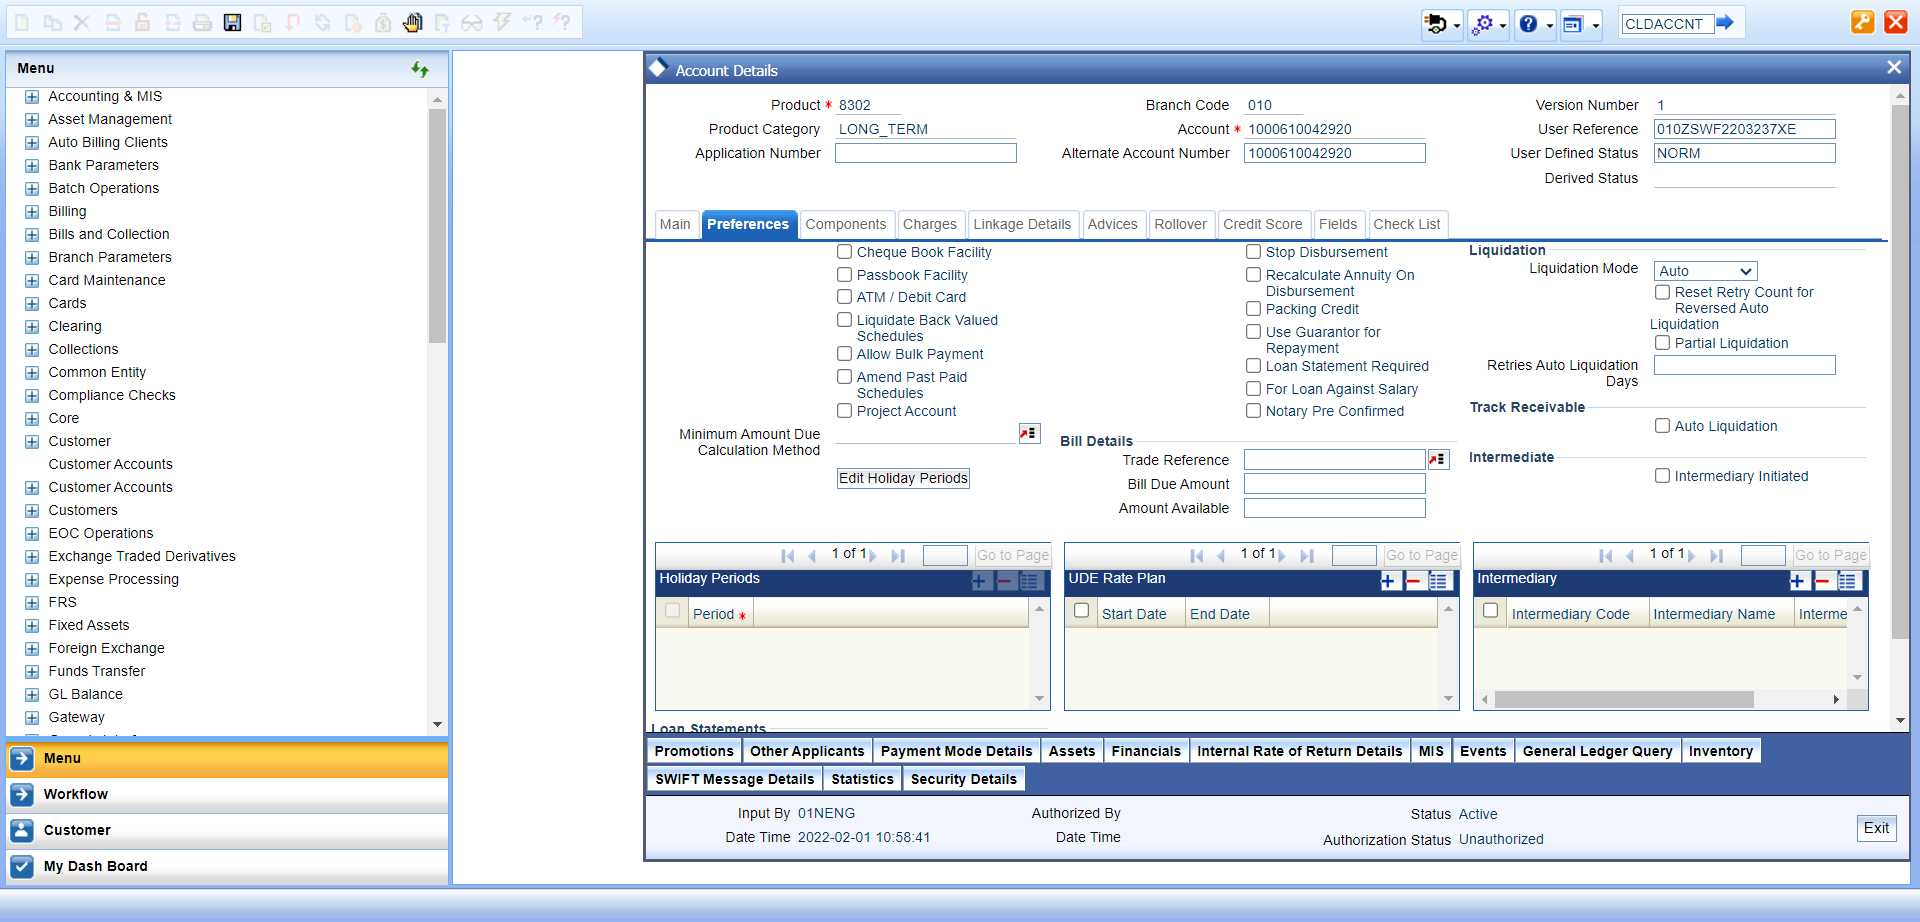 CLDACCNT
Menu
Accounting & MIS
Asset Management
Auto Billing Clients
Bank Parameters
Batch Operations
Billing
Bills and Collection
Branch Parameters
Card Maintenance
Cards
Clearing
Collections
Common Entity
Compliance Checks
Core
Customer
Customer Accounts
Customer Accounts
Customers
EOC Operations
Exchange Traded Derivatives
Expense Processing
FRS
Fixed Assets
Foreign Exchange
Funds Transfer
GL Balance
Gateway
Menu
Workflow
Customer
My Dash Board
Account Details
Product * 8302
Branch Code 010
Version Number 1
Product Category LONG_TERM
Account * 1000610042920
User Reference 010ZSWF2203237XE
Application Number
Alternate Account Number 1000610042920
User Defined Status NORM
Derived Status
Main Preferences Components Charges Linkage Details Advices Rollover Credit Score Fields Check List
Cheque Book Facility
Passbook Facility
ATM / Debit Card
Liquidate Back Valued
Schedules
Allow Bulk Payment
Amend Past Paid
Schedules
Project Account
Minimum Amount Due
Calculation Method
Edit Holiday Periods
Stop Disbursement
Recalculate Annuity On
Disbursement
Packing Credit
Use Guarantor for
Repayment
Loan Statement Required
For Loan Against Salary
Notary Pre Confirmed
Bill Details
Trade Reference
Bill Due Amount
Amount Available
Liquidation
Liquidation Mode Auto
Reset Retry Count for
Reversed Auto
Liquidation
Partial Liquidation
Retries Auto Liquidation
Days
Track Receivable
Auto Liquidation
Intermediate
Intermediary Initiated
1 of 1 Go to Page
Holiday Periods
Period *
1 of 1 Go to Page
UDE Rate Plan
Start Date End Date
1 of 1 Go to Page
Intermediary
Intermediary Code Intermediary Name Interme
Loan Statements
Promotions Other Applicants Payment Mode Details Assets Financials Internal Rate of Return Details MIS Events General Ledger Query Inventory
SWIFT Message Details Statistics Security Details
Input By 01NENG
Authorized By
Status Active
Date Time 2022-02-01 10:58:41
Date Time
Authorization Status Unauthorized
Exit